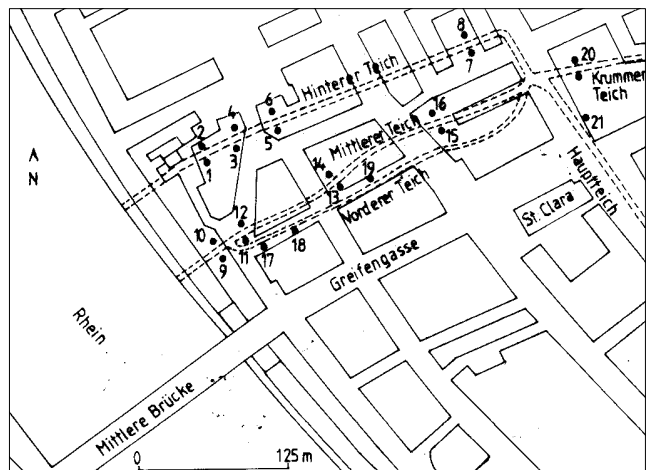 8
20
7
Krummer
Teich
Hinterer Teich
6
16
4
21
5
15
2
Mittlerer Teich
3
1
14
19
13
Hauptteich
A
N
Vorderer Teich
St. Clara
12
10
11
18
17
9
Greifengasse
Rhein
Mittlere Brücke
0
125 m